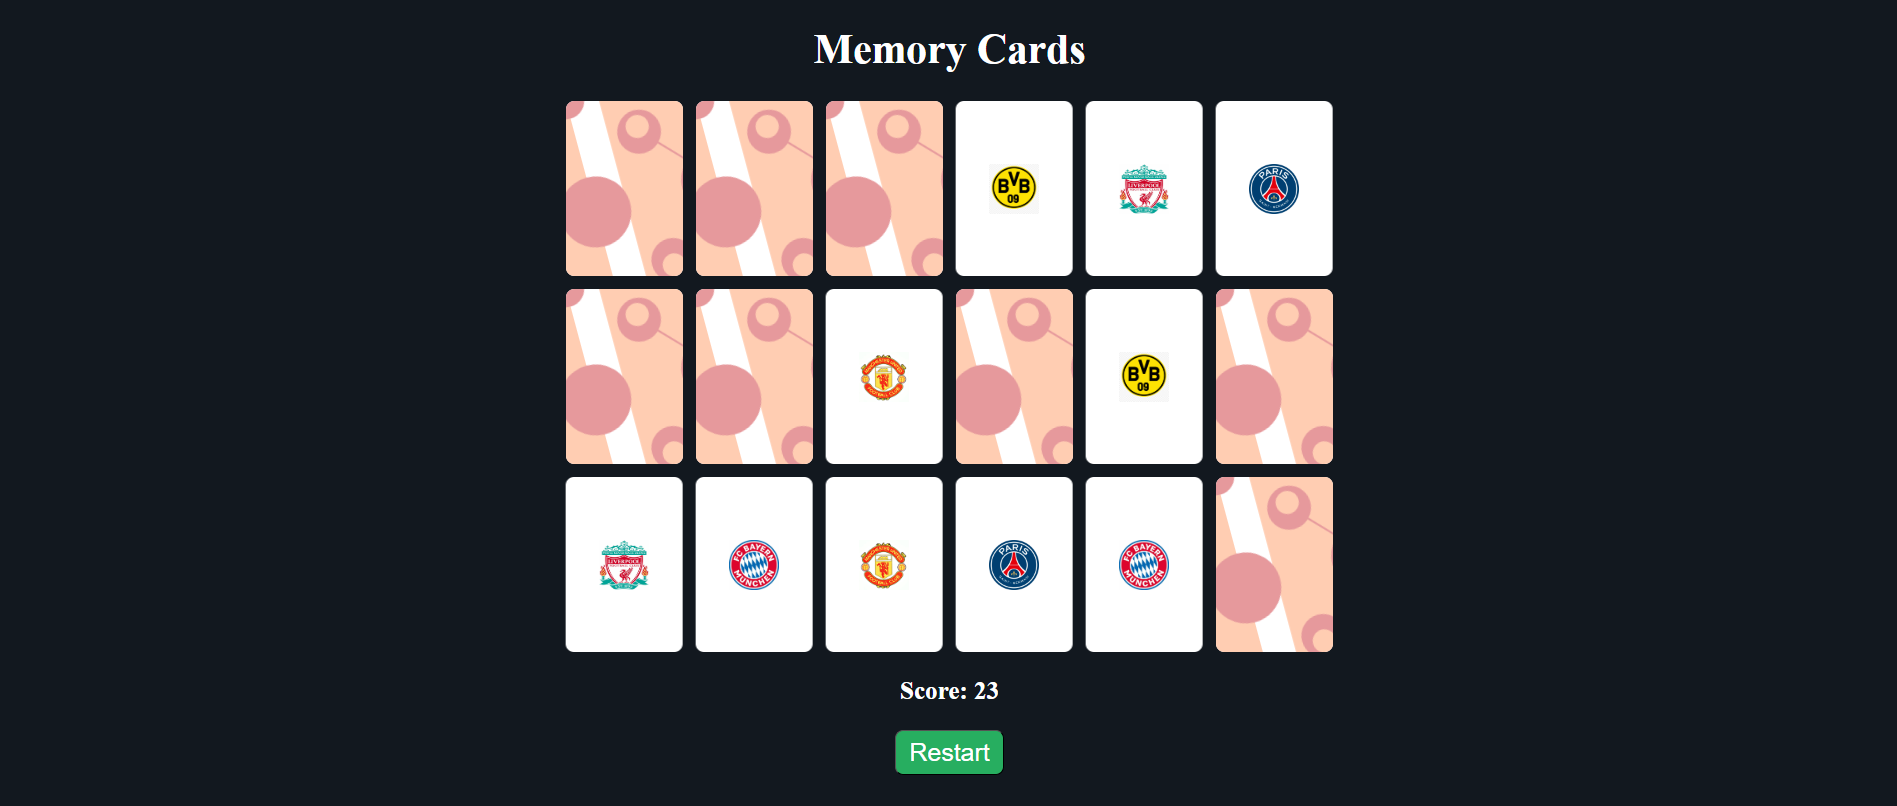 Memory Cards
BVB
09
LIVERPOOL
PARIS
BVB
09
LIVERPOOL
FC BAYERN
MÜNCHEN
PARIS
FC BAYERN
MÜNCHEN
Score: 23
Restart